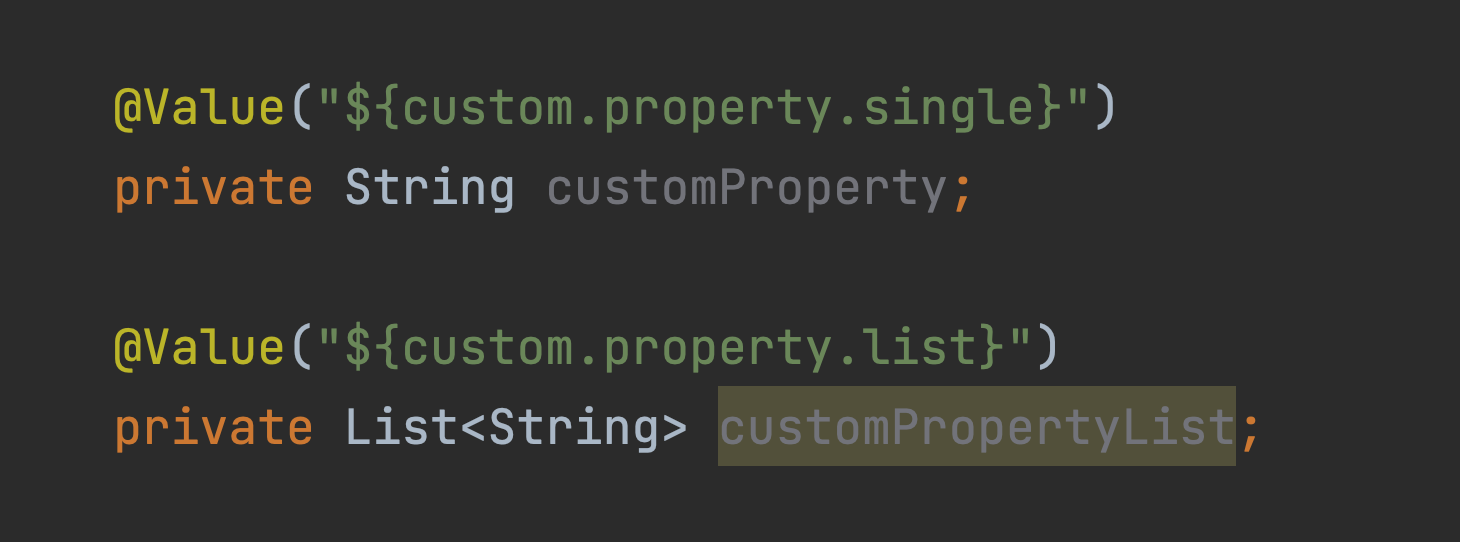 @Value("${custom.property.single}")
private String customProperty;
@Value("${custom.property.list}")
private List<String> customPropertyList;